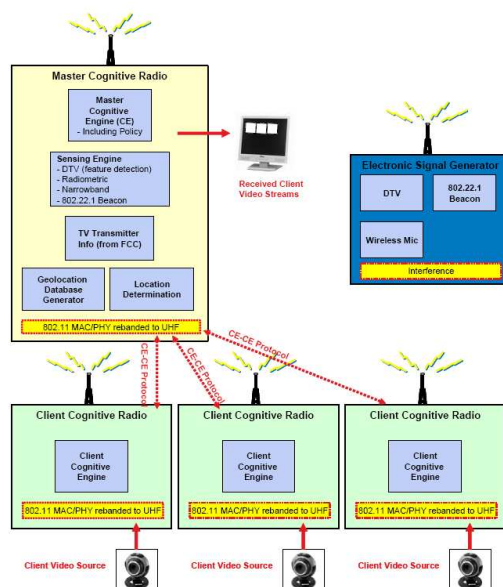 Master Cognitive Radio
Master
Cognitive
Engine (CE)
- Including Policy
Sensing Engine
- DTV (feature detection)
- Radiometric
- Narrowband
- 802.22.1 Beacon
TV Transmitter
Info (from FCC)
Geolocation
Database
Generator
Location
Determination
802.11 MAC/PHY rebanded to UHF
Received Client
Video Streams
Electronic Signal Generator
DTV
802.22.1
Beacon
Wireless Mic
Interference
CE-CE Protocol
CE-CE Protocol
CE-CE Protocol
Client Cognitive Radio
Client
Cognitive
Engine
802.11 MAC/PHY rebanded to UHF
Client Video Source
Client Cognitive Radio
Client
Cognitive
Engine
802.11 MAC/PHY rebanded to UHF
Client Video Source
Client Cognitive Radio
Client
Cognitive
Engine
802.11 MAC/PHY rebanded to UHF
Client Video Source